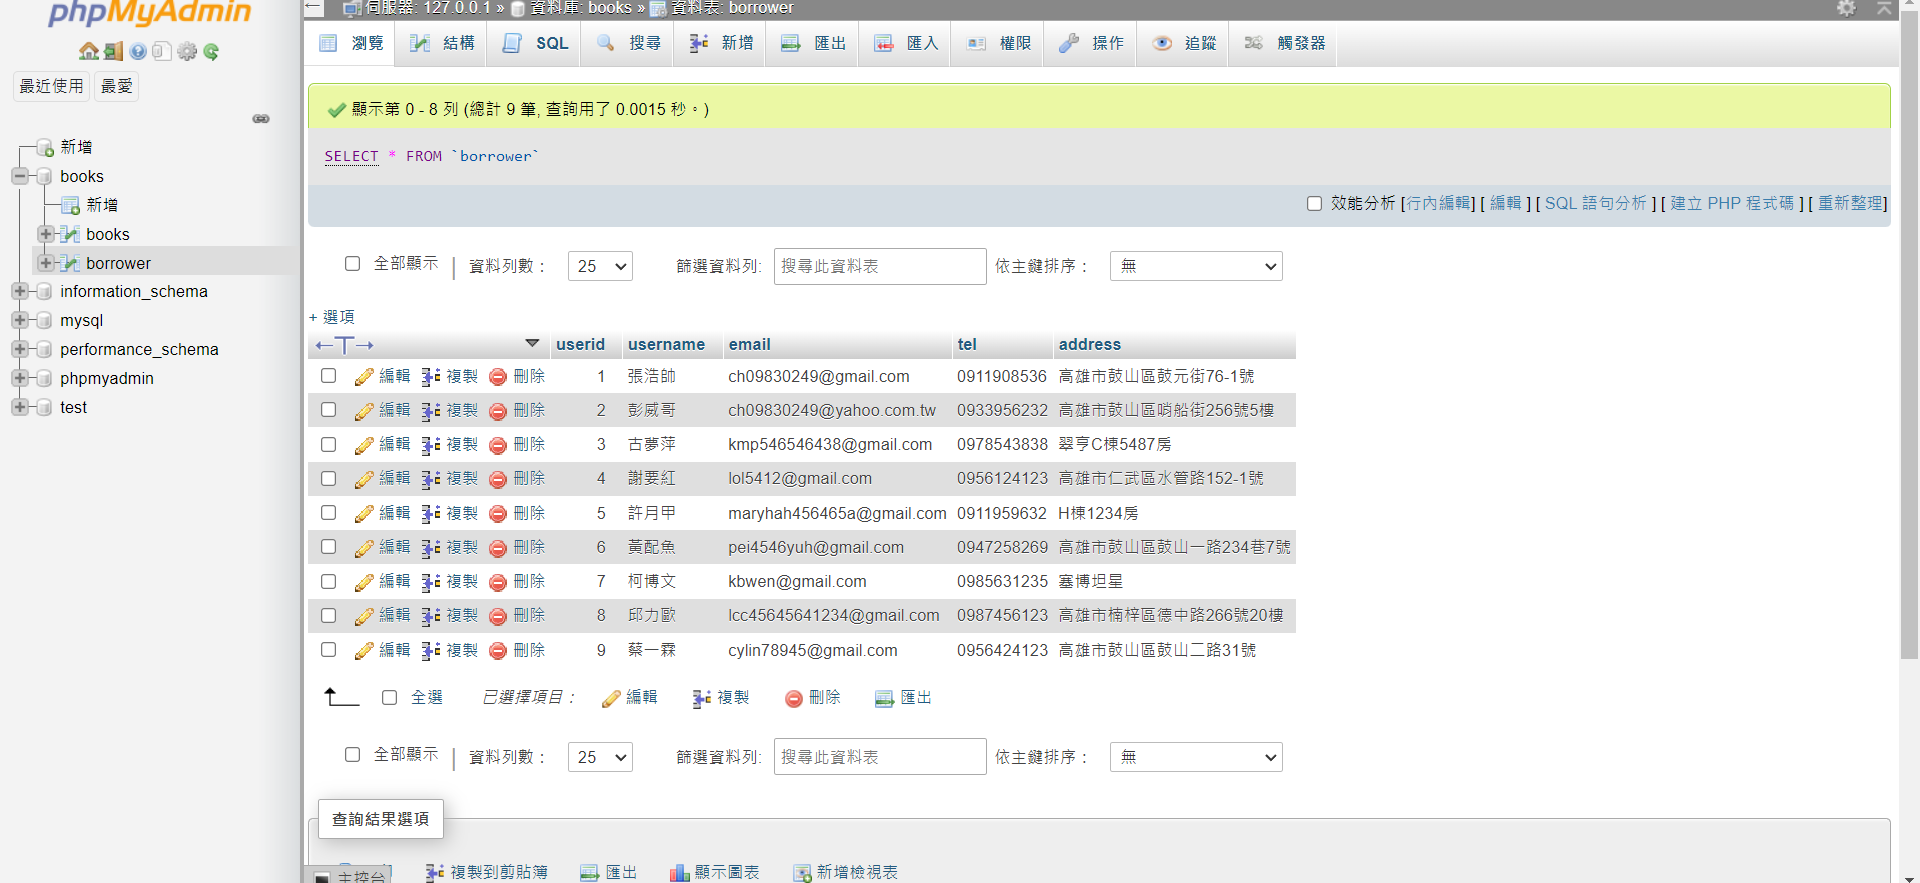 phpMyAdmin
最近使用 最愛
新增
books
新增
books
borrower
information_schema
mysql
performance_schema
phpmyadmin
test
伺服器: 127.0.0.1 » 資料庫: books » 資料表: borrower
瀏覽 結構 SQL 搜尋 新增 匯出 匯入 權限 操作 追蹤 觸發器
顯示第 0 - 8 列 (總計 9 筆, 查詢用了 0.0015 秒。)
SELECT * FROM `borrower`
效能分析 [行內編輯] [ 編輯 ] [ SQL 語句分析 ] [ 建立 PHP 程式碼 ] [ 重新整理]
全部顯示 | 資料列數： 25 篩選資料列: 搜尋此資料表 依主鍵排序： 無
+ 選項
←T→ userid username email tel address
編輯 複製 刪除 1 張浩帥 ch09830249@gmail.com 0911908536 高雄市鼓山區鼓元街76-1號
編輯 複製 刪除 2 彭威哥 ch09830249@yahoo.com.tw 0933956232 高雄市鼓山區哨船街256號5樓
編輯 複製 刪除 3 古夢萍 kmp546546438@gmail.com 0978543838 翠亨C棟5487房
編輯 複製 刪除 4 謝要紅 lol5412@gmail.com 0956124123 高雄市仁武區水管路152-1號
編輯 複製 刪除 5 許月甲 maryhah456465a@gmail.com 0911959632 H棟1234房
編輯 複製 刪除 6 黃配魚 pei4546yuh@gmail.com 0947258269 高雄市鼓山區鼓山一路234巷7號
編輯 複製 刪除 7 柯博文 kbwen@gmail.com 0985631235 塞博坦星
編輯 複製 刪除 8 邱力歐 lcc45645641234@gmail.com 0987456123 高雄市楠梓區德中路266號20樓
編輯 複製 刪除 9 蔡一霖 cylin78945@gmail.com 0956424123 高雄市鼓山區鼓山二路31號
全選 已選擇項目： 編輯 複製 刪除 匯出
全部顯示 | 資料列數： 25 篩選資料列: 搜尋此資料表 依主鍵排序： 無
查詢結果選項
主控台 複製到剪貼簿 匯出 顯示圖表 新增檢視表